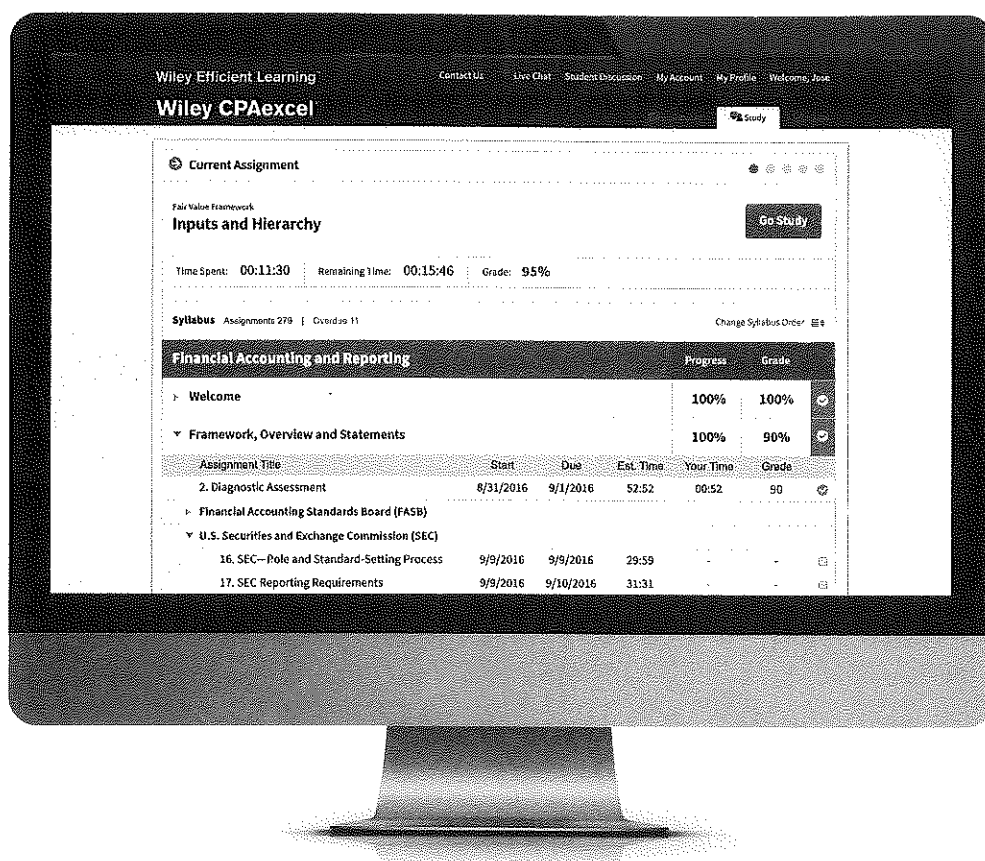 Wiley Efficient Learning
Contact Us Live Chat Student Discussion My Account My Profile Welcome, Jose
Wiley CPAexcel
Study
Current Assignment
Fair Value Framework
Inputs and Hierarchy
Go Study
Time Spent: 00:11:30 Remaining Time: 00:15:46 Grade: 95%
Syllabus Assignments 279 | Overdue 11 Change Syllabus Order
Financial Accounting and Reporting Progress Grade
Welcome 100% 100%
Framework, Overview and Statements 100% 90%
Assignment Title Start Due Est. Time Your Time Grade
2. Diagnostic Assessment 8/31/2016 9/1/2016 52:52 00:52 90
Financial Accounting Standards Board (FASB)
U.S. Securities and Exchange Commission (SEC)
16. SEC—Role and Standard-Setting Process 9/9/2016 9/9/2016 29:59 - -
17. SEC Reporting Requirements 9/9/2016 9/10/2016 31:31 - -